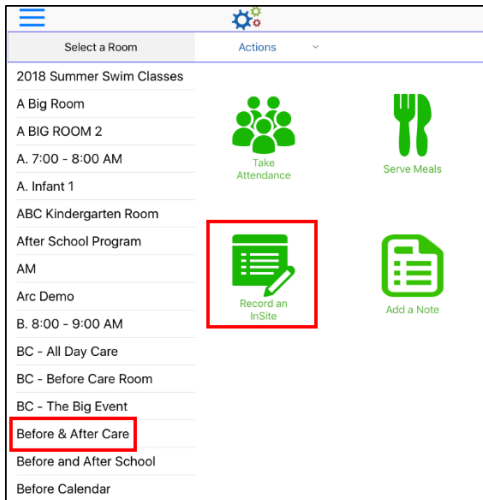 Select a Room
Actions
2018 Summer Swim Classes
A Big Room
A BIG ROOM 2
A. 7:00 - 8:00 AM
A. Infant 1
ABC Kindergarten Room
After School Program
AM
Arc Demo
B. 8:00 - 9:00 AM
BC - All Day Care
BC - Before Care Room
BC - The Big Event
Before & After Care
Before and After School
Before Calendar
Take
Attendance
Serve Meals
Record an
InSite
Add a Note